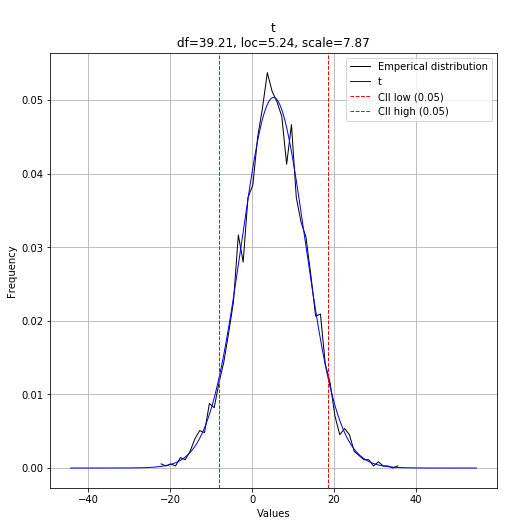 t
df=39.21, loc=5.24, scale=7.87
Emperical distribution
t
CII low (0.05)
CII high (0.05)
Frequency
0.05
0.04
0.03
0.02
0.01
0.00
−40
−20
0
20
40
Values